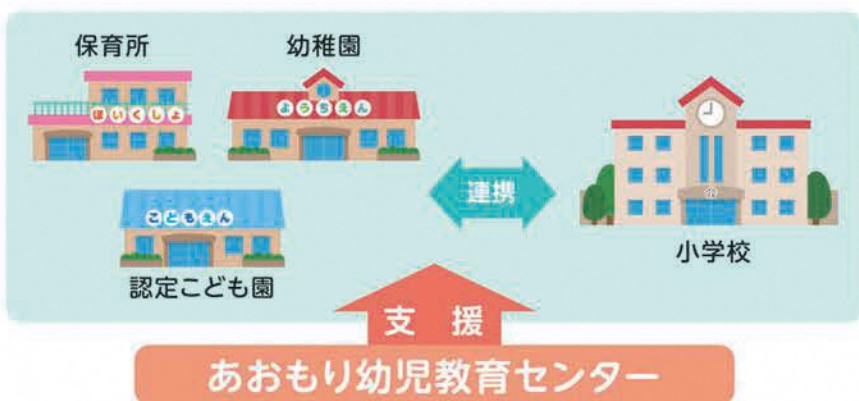 保育所
幼稚園
ほいくしょ
ようちえん
連携
こどもえん
小学校
認定こども園
支援
あおもり幼児教育センター